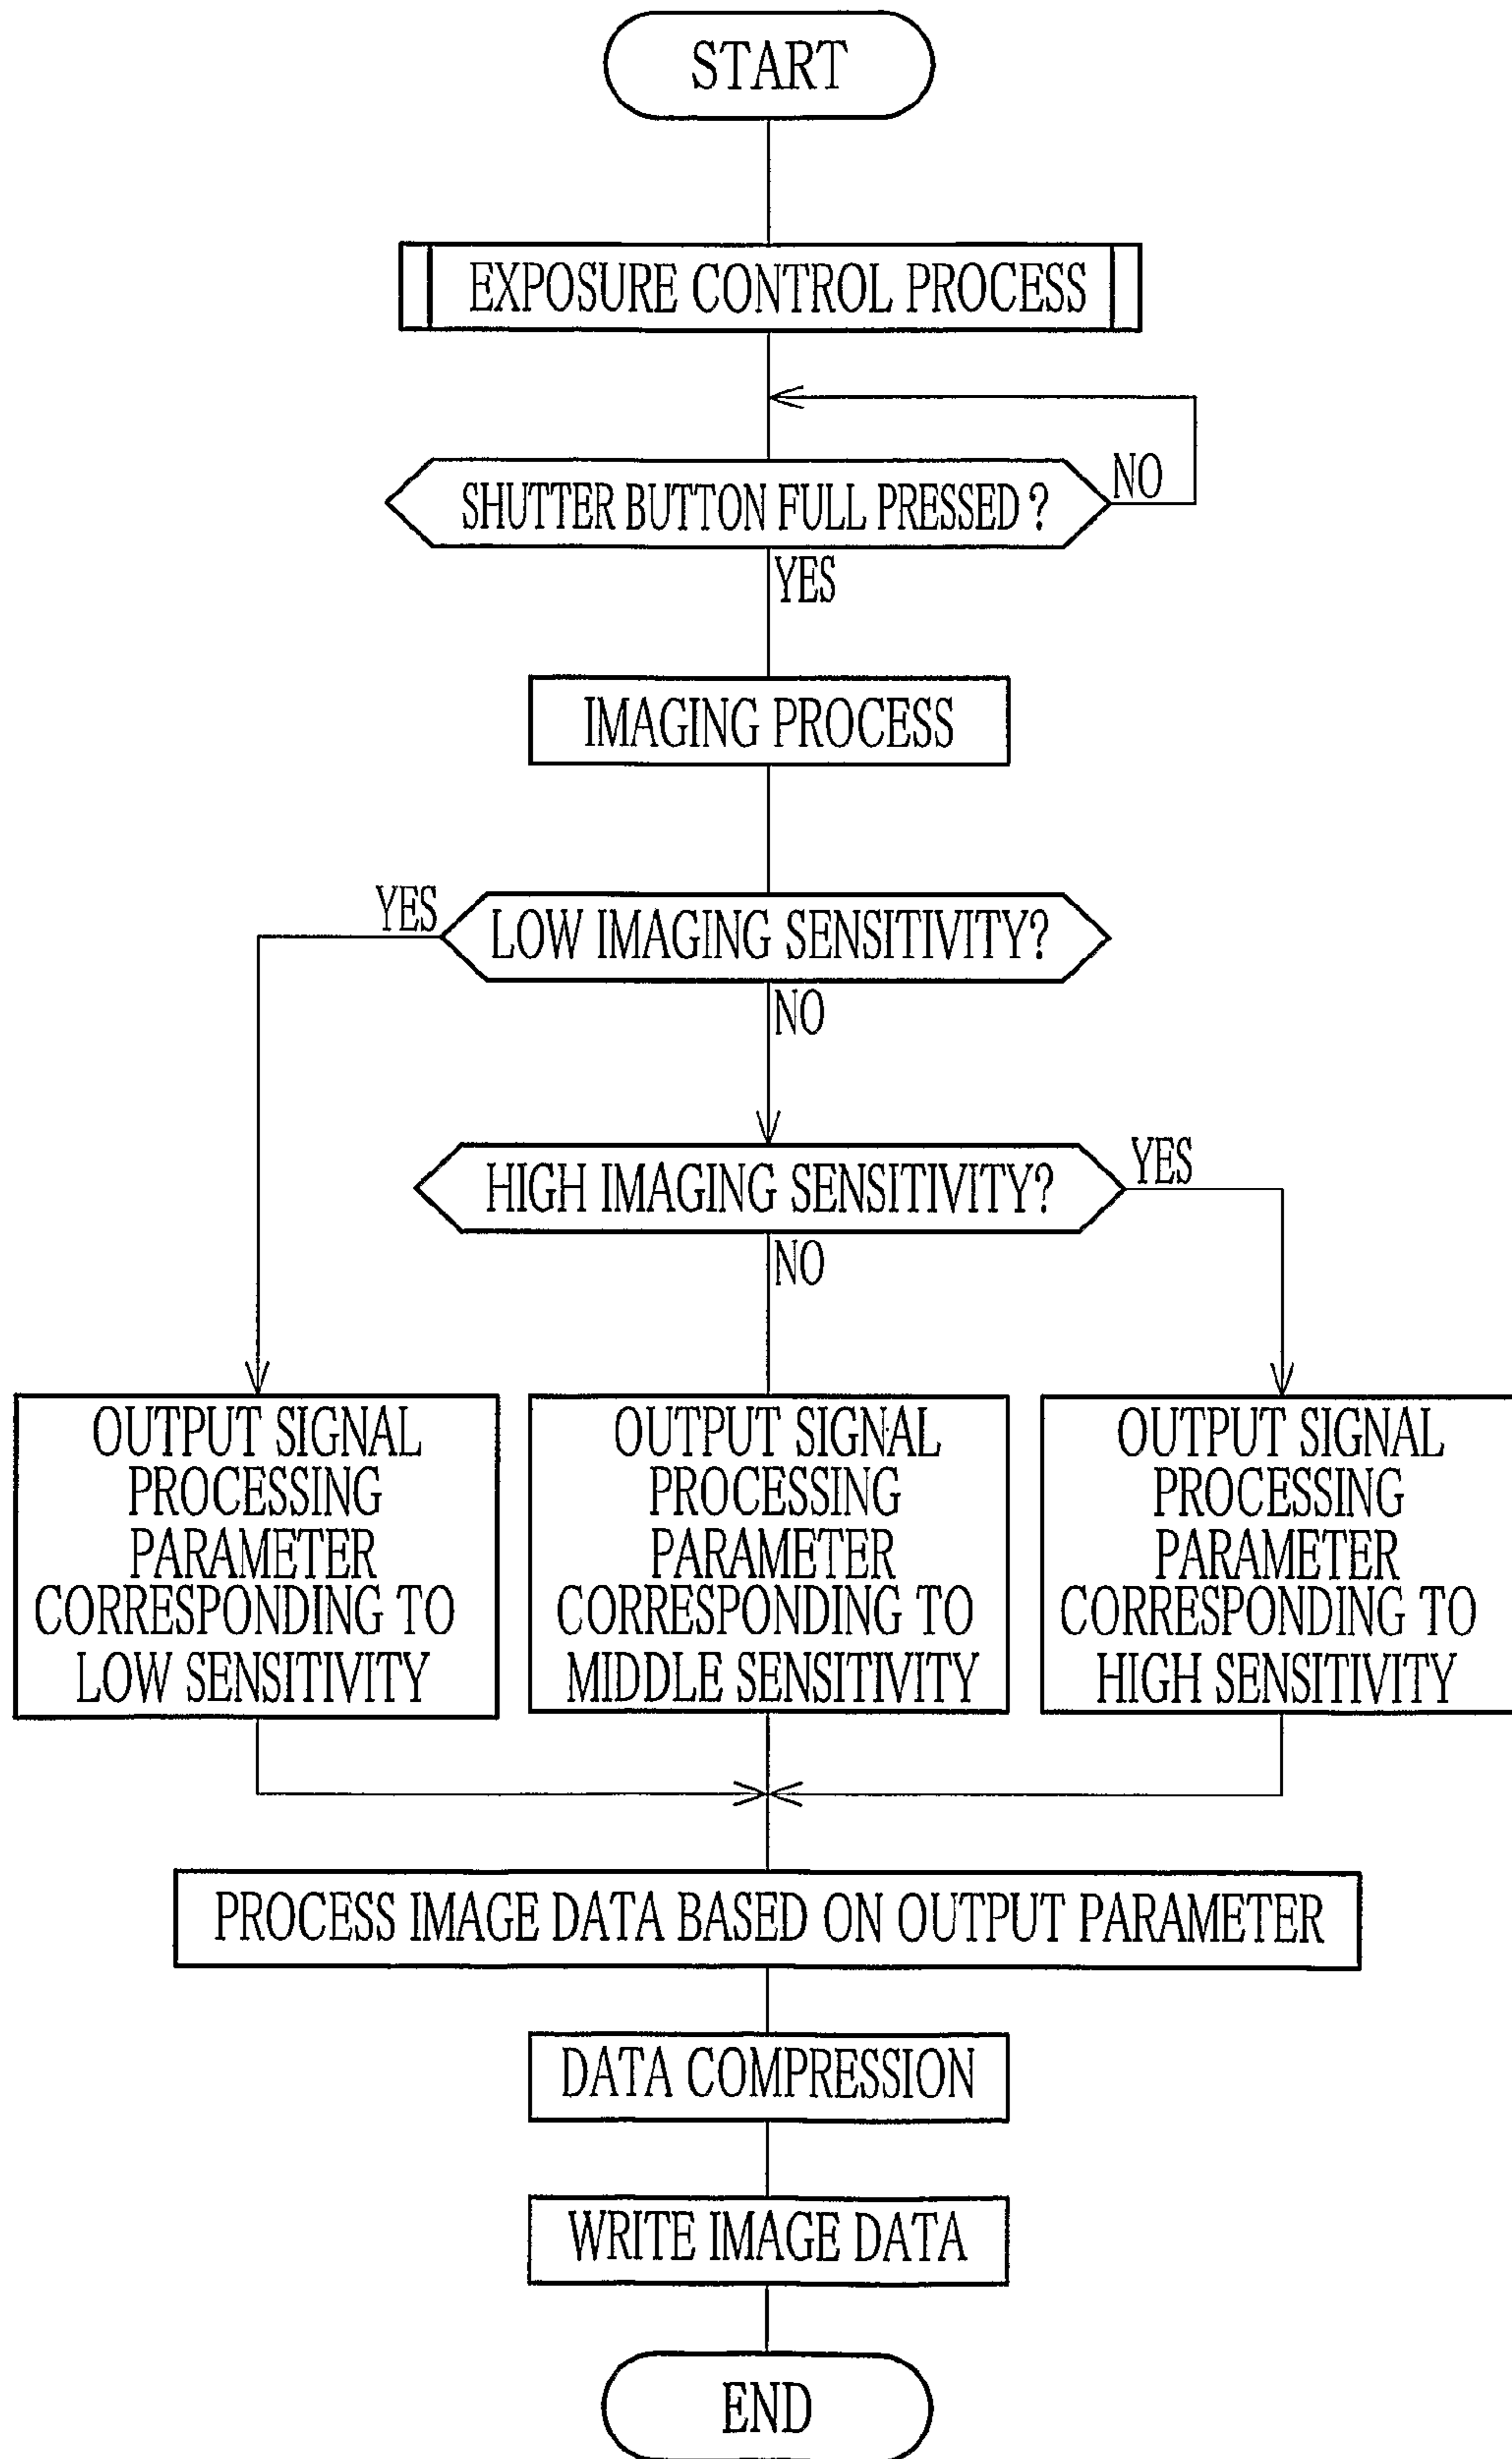 START
EXPOSURE CONTROL PROCESS
NO
SHUTTER BUTTON FULL PRESSED ?
YES
IMAGING PROCESS
YES
LOW IMAGING SENSITIVITY?
NO
YES
HIGH IMAGING SENSITIVITY?
NO
OUTPUT SIGNAL
PROCESSING
PARAMETER
CORRESPONDING TO
LOW SENSITIVITY
OUTPUT SIGNAL
PROCESSING
PARAMETER
CORRESPONDING TO
MIDDLE SENSITIVITY
OUTPUT SIGNAL
PROCESSING
PARAMETER
CORRESPONDING TO
HIGH SENSITIVITY
PROCESS IMAGE DATA BASED ON OUTPUT PARAMETER
DATA COMPRESSION
WRITE IMAGE DATA
END